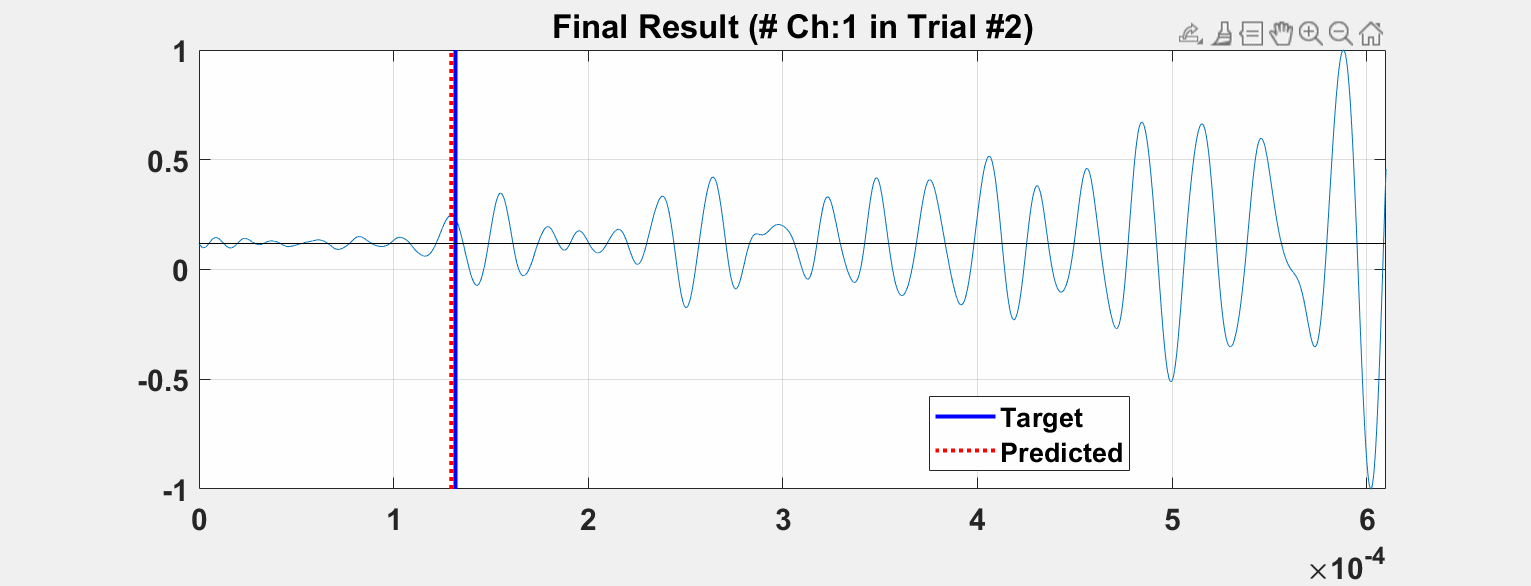 Final Result (# Ch:1 in Trial #2)
1
0.5
0
-0.5
-1
Target
Predicted
0 1 2 3 4 5 6
×10⁻⁴